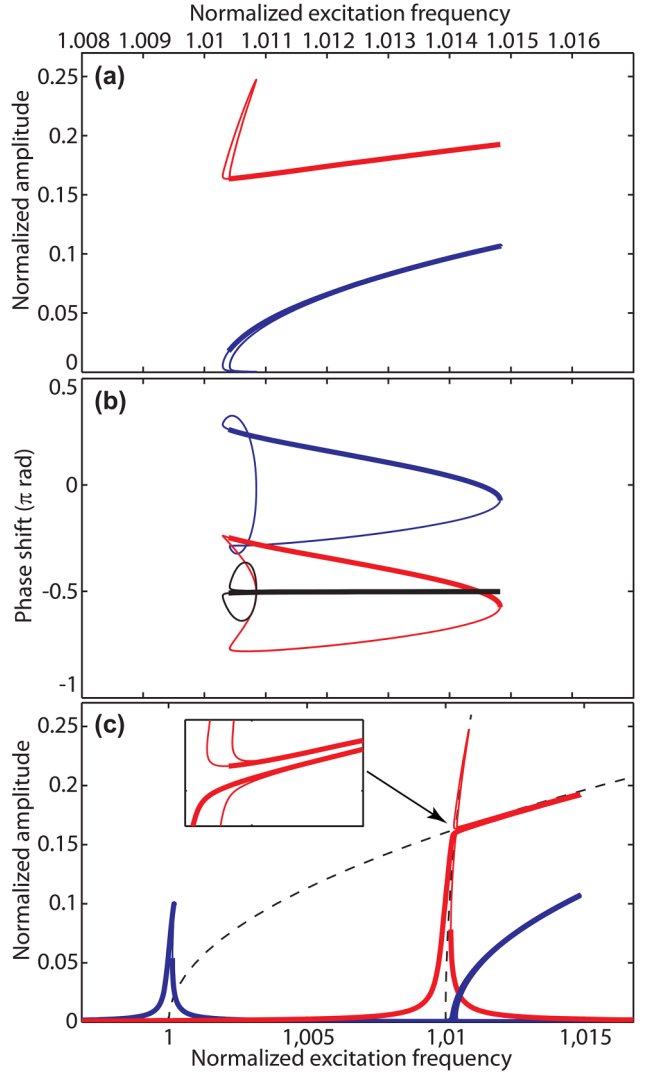 Normalized excitation frequency
1.008 1.009 1.01 1.011 1.012 1.013 1.014 1.015 1.016
(a)
Normalized amplitude
0.25
0.2
0.15
0.1
0.05
0
(b)
Phase shift (π rad)
0.5
0
-0.5
-1
(c)
Normalized amplitude
0.25
0.2
0.15
0.1
0.05
0
1 1,005 1,01 1,015
Normalized excitation frequency